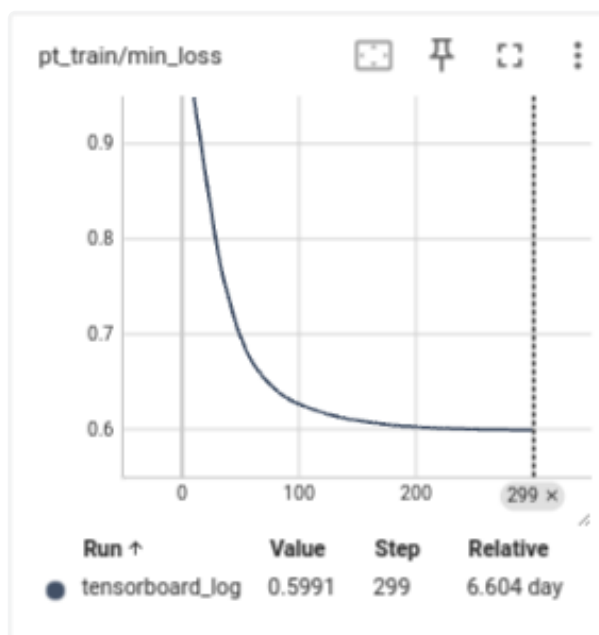 pt_train/min_loss
0.9
0.8
0.7
0.6
0 100 200 299 ×
Run ↑ Value Step Relative
tensorboard_log 0.5991 299 6.604 day